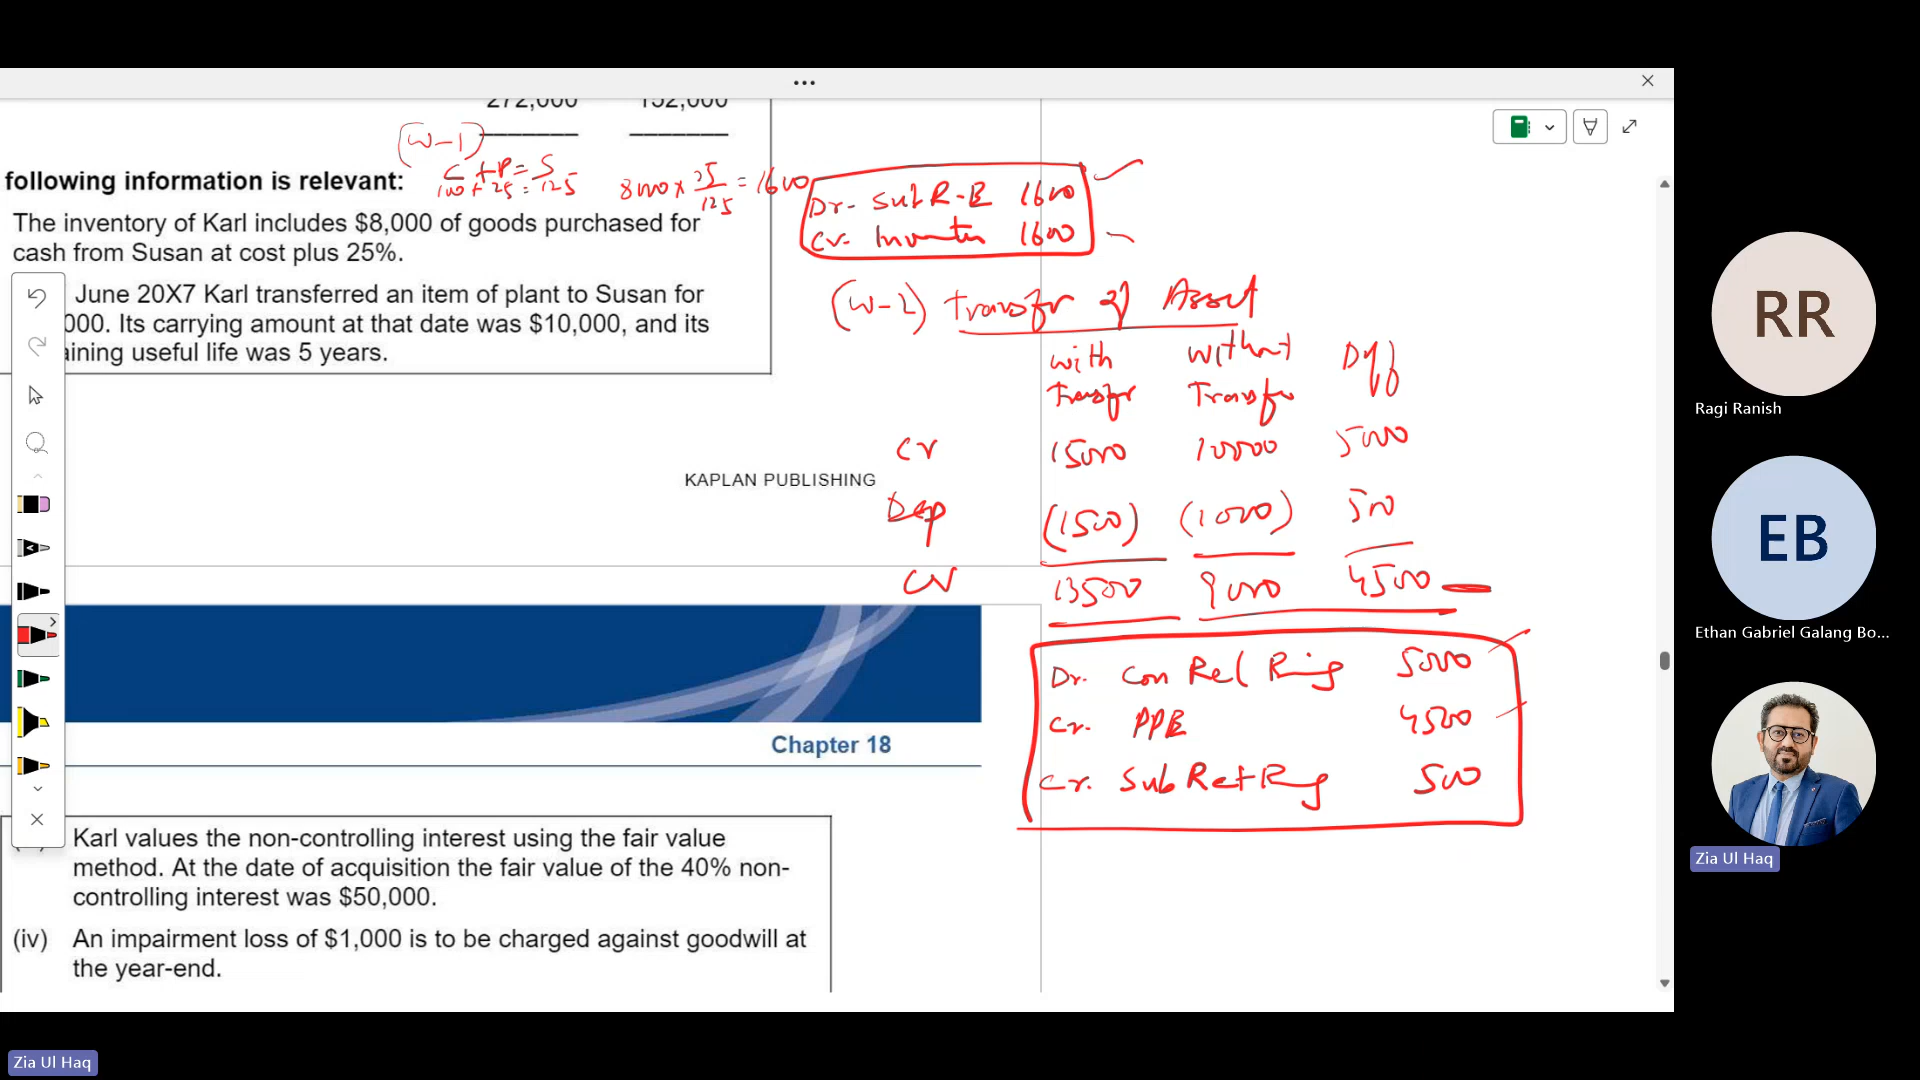 272,000 152,000
(W-1)
C + P = S
100 + 25 = 125
8000 × 25/125 = 1600
Dr. Sub R.E 1600
Cr. Inventory 1600
following information is relevant:
The inventory of Karl includes $8,000 of goods purchased for
cash from Susan at cost plus 25%.
June 20X7 Karl transferred an item of plant to Susan for
000. Its carrying amount at that date was $10,000, and its
aining useful life was 5 years.
(W-2) Transfer of Asset
with Transfer Without Transfer Diff
CV 15000 10000 5000
Dep (1500) (1000) 500
CV 13500 9000 4500
KAPLAN PUBLISHING
Dr. Con Ret Ring 5000
Cr. PPE 4500
Cr. Sub Ret Ring 500
Chapter 18
Karl values the non-controlling interest using the fair value
method. At the date of acquisition the fair value of the 40% non-
controlling interest was $50,000.
(iv) An impairment loss of $1,000 is to be charged against goodwill at
the year-end.
RR
Ragi Ranish
EB
Ethan Gabriel Galang Bo...
Zia Ul Haq
Zia Ul Haq